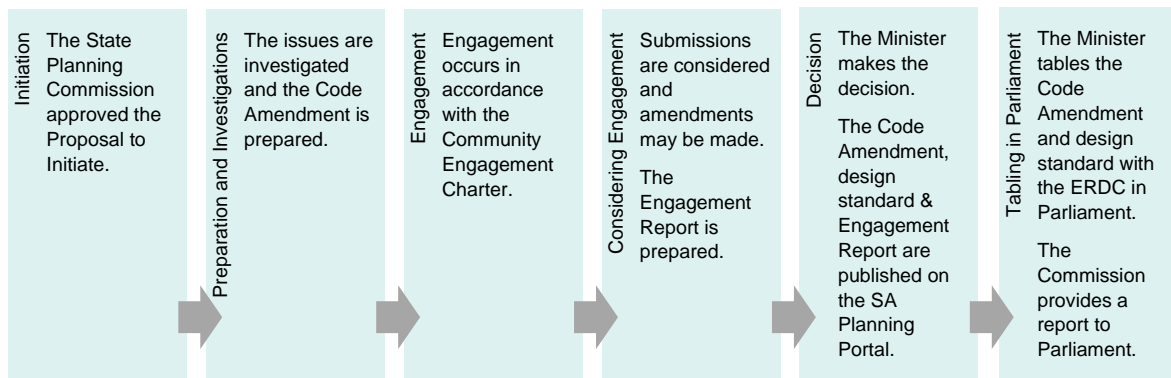 Initiation
The State
Planning
Commission
approved the
Proposal to
Initiate.
Preparation and Investigations
The issues are
investigated
and the Code
Amendment is
prepared.
Engagement
Engagement
occurs in
accordance
with the
Community
Engagement
Charter.
Considering Engagement
Submissions
are considered
and
amendments
may be made.
The
Engagement
Report is
prepared.
Decision
The Minister
makes the
decision.
The Code
Amendment,
design
standard &
Engagement
Report are
published on
the SA
Planning
Portal.
Tabling in Parliament
The Minister
tables the
Code
Amendment
and design
standard with
the ERDC in
Parliament.
The
Commission
provides a
report to
Parliament.